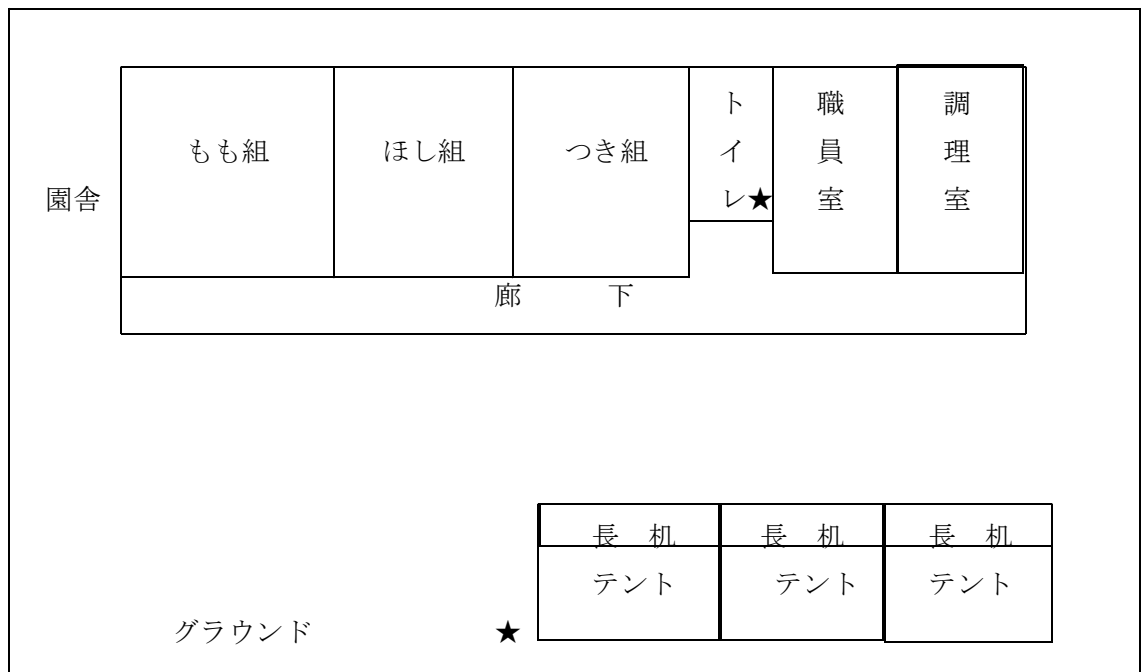 もも組
ほし組
つき組
トイレ★
職員室
調理室
園舎
廊　下
長　机
長　机
長　机
テント
テント
テント
グラウンド
★